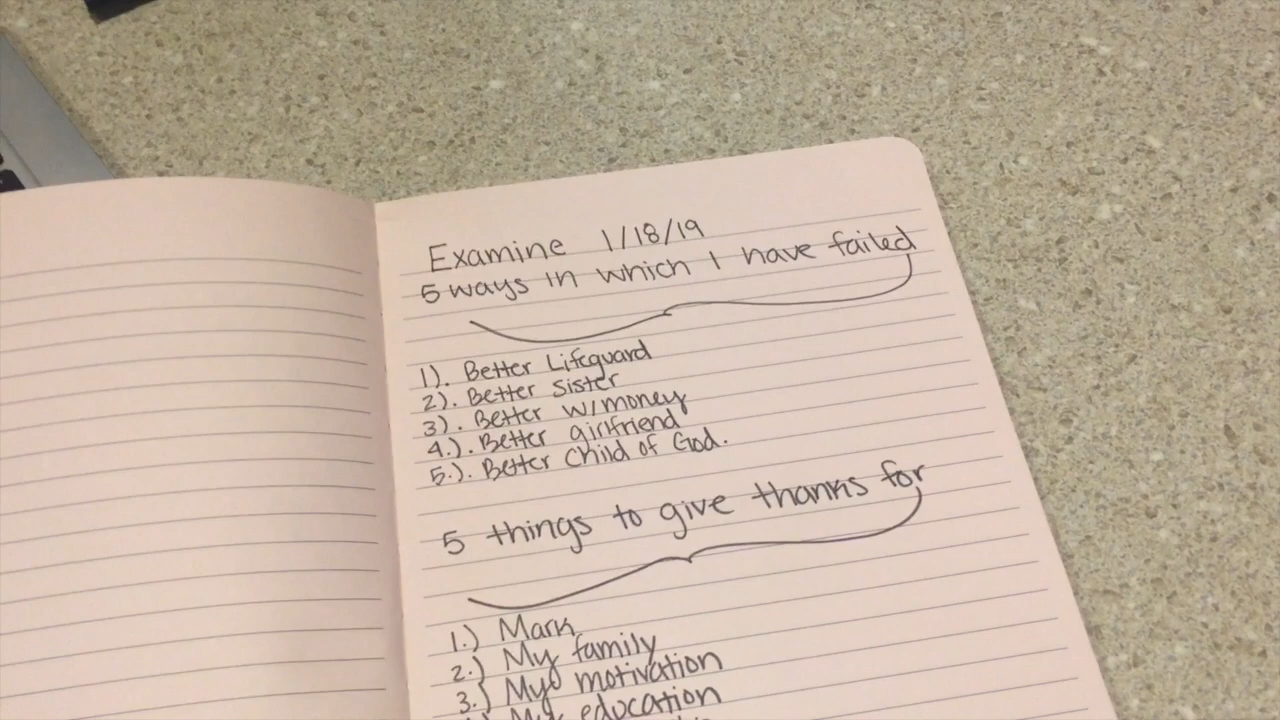 Examine 1/18/19
5 ways in which I have failed
1). Better Lifeguard
2). Better Sister
3). Better w/money
4.). Better girlfriend
5.). Better Child of God.
5 things to give thanks for
1.) Mark
2.) My family
3.) My motivation
My education